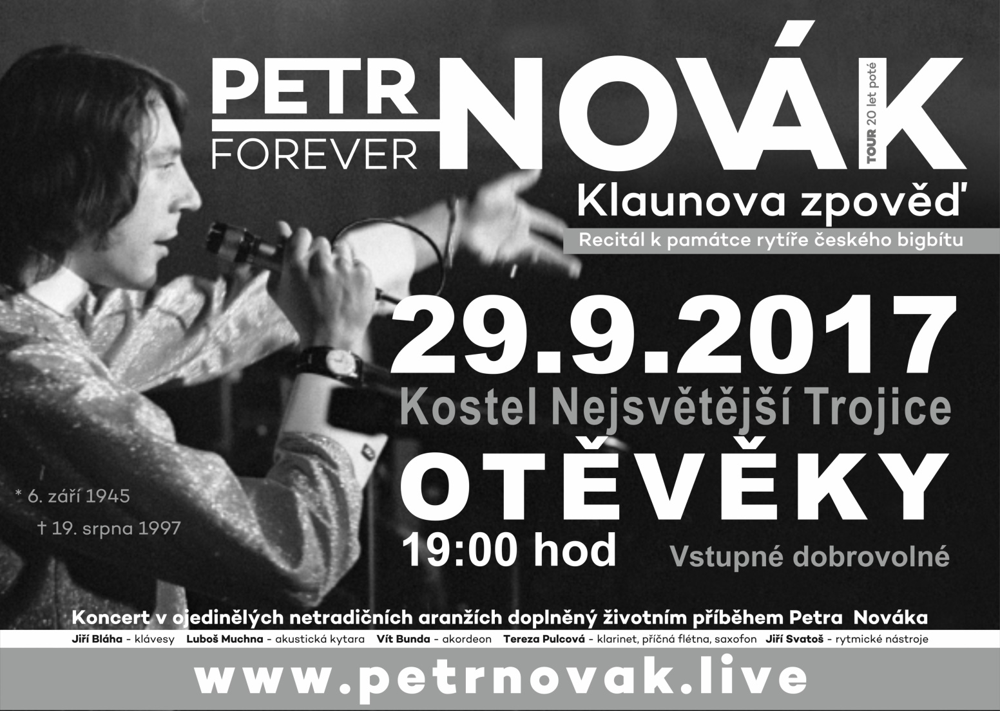 PETR NOVÁK
FOREVER
TOUR 20 let poté
Klaunova zpověď
Recitál k památce rytíře českého bigbítu
29.9.2017
Kostel Nejsvětější Trojice
OTĚVĚKY
* 6. září 1945
† 19. srpna 1997
19:00 hod Vstupné dobrovolné
Koncert v ojedinělých netradičních aranžích doplněný životním příběhem Petra Nováka
Jiří Bláha - klávesy Luboš Muchna - akustická kytara Vít Bunda - akordeon Tereza Pulcová - klarinet, příčná flétna, saxofon Jiří Svatoš - rytmické nástroje
www.petrnovak.live